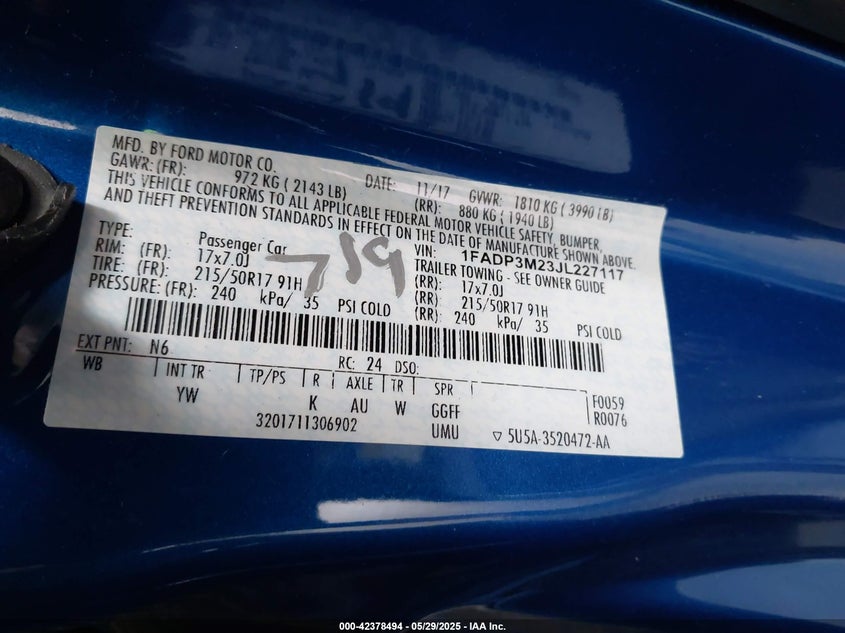 MFD. BY FORD MOTOR CO.
DATE: 11/17 GVWR: 1810 KG ( 3990 LB)
GAWR: (FR): 972 KG ( 2143 LB) (RR): 880 KG ( 1940 LB)
THIS VEHICLE CONFORMS TO ALL APPLICABLE FEDERAL MOTOR VEHICLE SAFETY, BUMPER,
AND THEFT PREVENTION STANDARDS IN EFFECT ON THE DATE OF MANUFACTURE SHOWN ABOVE.
VIN: 1FADP3M23JL227117
TYPE: Passenger Car TRAILER TOWING - SEE OWNER GUIDE
RIM: (FR): 17x7.0J (RR): 17x7.0J
TIRE: (FR): 215/50R17 91H (RR): 215/50R17 91H
PRESSURE: (FR): 240 kPa/ 35 PSI COLD (RR): 240 kPa/ 35 PSI COLD
719
EXT PNT: N6 RC: 24 DSO:
WB INT TR TP/PS R AXLE TR SPR F0059
YW K AU W GGFF R0076
3201711306902 UMU ▽ 5U5A-3520472-AA
000-42378494 - 05/29/2025 - IAA Inc.